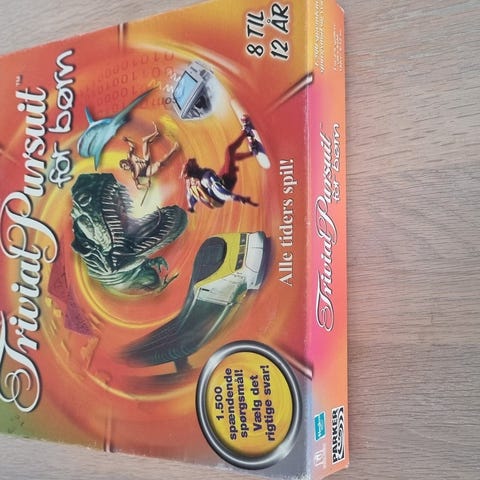 Trivial Pursuit™
for børn
8 TIL
12 ÅR
Alle tiders spil!
1.500
spændende
spørgsmål!
Vælg det
rigtige svar!
Trivial Pursuit
for børn
PARKER